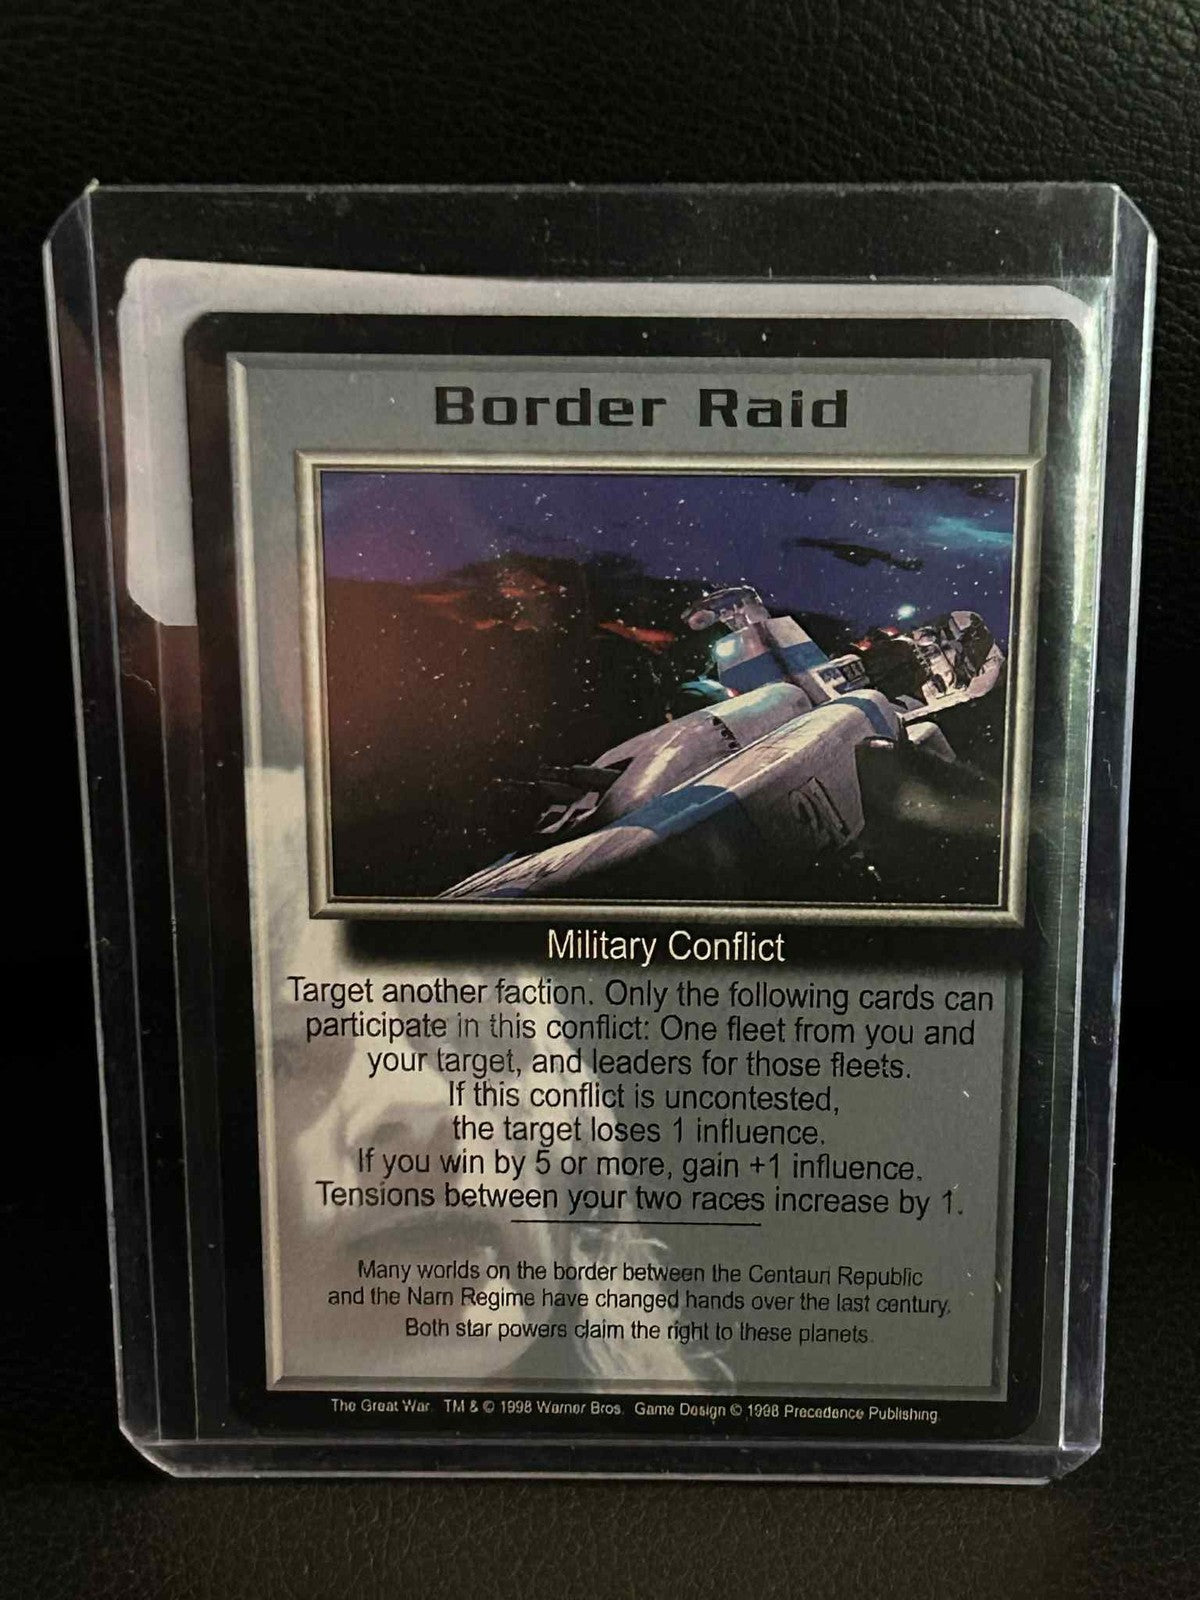 Border Raid
Military Conflict
Target another faction. Only the following cards can
participate in this conflict: One fleet from you and
your target, and leaders for those fleets.
If this conflict is uncontested,
the target loses 1 influence.
If you win by 5 or more, gain +1 influence.
Tensions between your two races increase by 1.
Many worlds on the border between the Centauri Republic
and the Narn Regime have changed hands over the last century.
Both star powers claim the right to these planets.
The Great War. TM & © 1998 Warner Bros. Game Design © 1998 Precedence Publishing.